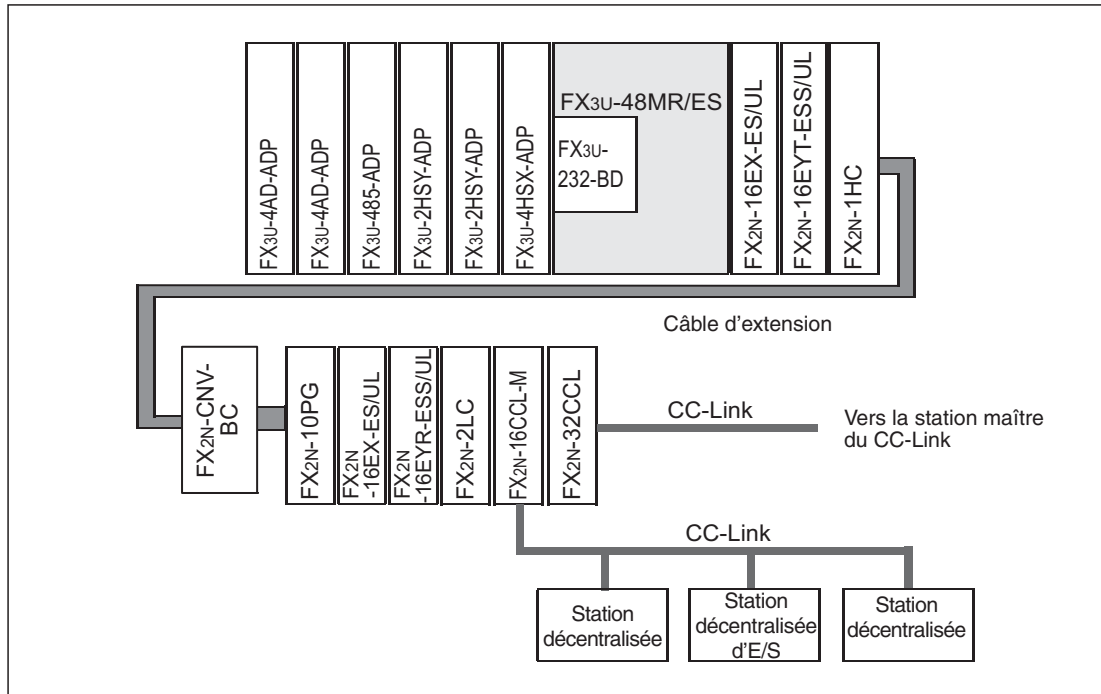 FX3U-4AD-ADP
FX3U-4AD-ADP
FX3U-485-ADP
FX3U-2HSY-ADP
FX3U-2HSY-ADP
FX3U-4HSX-ADP
FX3U-48MR/ES
FX3U-
232-BD
FX2N-16EX-ES/UL
FX2N-16EYT-ESS/UL
FX2N-1HC
Câble d'extension
FX2N-CNV-
BC
FX2N-10PG
FX2N
-16EX-ES/UL
FX2N
-16EYR-ESS/UL
FX2N-2LC
FX2N-16CCL-M
FX2N-32CCL
CC-Link
Vers la station maître
du CC-Link
CC-Link
Station
décentralisée
Station
décentralisée
d'E/S
Station
décentralisée